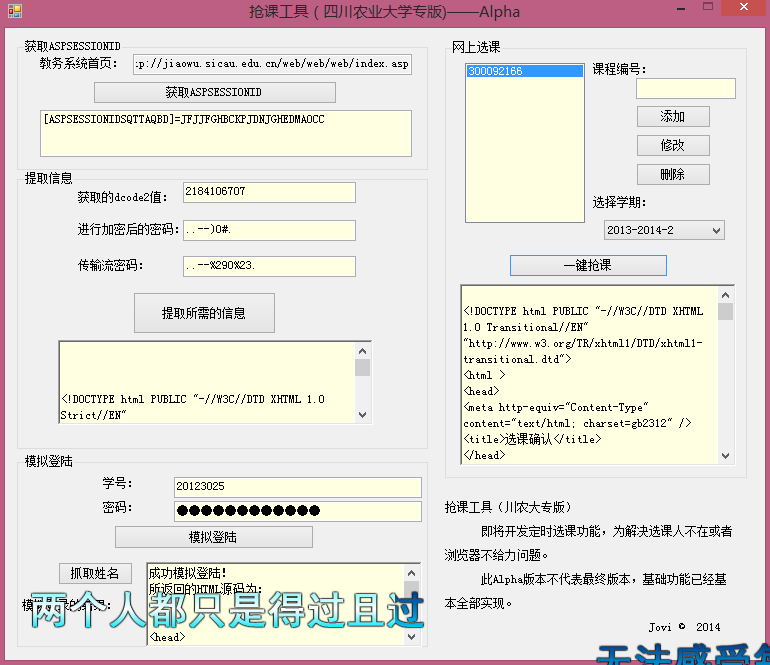 抢课工具（四川农业大学专版)——Alpha
获取ASPSESSIONID
教务系统首页:
:p://jiaowu.sicau.edu.cn/web/web/web/index.asp
获取ASPSESSIONID
[ASPSESSIONIDSQTTAQBD]=JFJJFGHBCKPJDNJGHEDMAOCC
提取信息
获取的dcode2值:
2184106707
进行加密后的密码:
..--)0#.
传输流密码:
..--%290%23.
提取所需的信息
<!DOCTYPE html PUBLIC "-//W3C//DTD XHTML 1.0
Strict//EN"
模拟登陆
学号:
20123025
密码:
●●●●●●●●●●●●
模拟登陆
抓取姓名
成功模拟登陆!
所返回的HTML源码为:
两个人都只是得过且过
<head>
网上选课
300092166
课程编号:
添加
修改
删除
选择学期:
2013-2014-2
一键抢课
<!DOCTYPE html PUBLIC "-//W3C//DTD XHTML
1.0 Transitional//EN"
"http://www.w3.org/TR/xhtml1/DTD/xhtml1-
transitional.dtd">
<html >
<head>
<meta http-equiv="Content-Type"
content="text/html; charset=gb2312" />
<title>选课确认</title>
</head>
抢课工具（川农大专版）
即将开发定时选课功能，为解决选课人不在或者
浏览器不给力问题。
此Alpha版本不代表最终版本，基础功能已经基
本全部实现。
Jovi © 2014
无法感受